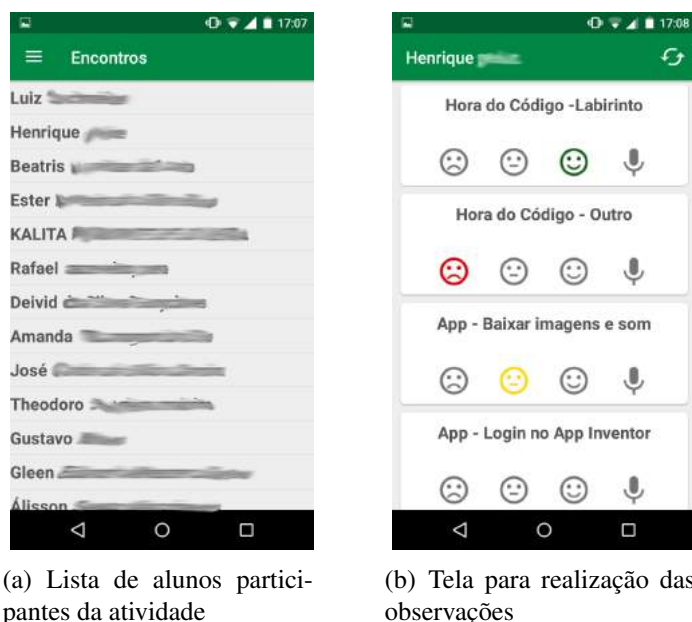 17:07
Encontros
Luiz
Henrique
Beatris
Ester
KALITA
Rafael
Deivid
Amanda
José
Theodoro
Gustavo
Gleen
Álisson
(a) Lista de alunos partici-
pantes da atividade
17:08
Henrique
Hora do Código -Labirinto
Hora do Código - Outro
App - Baixar imagens e som
App - Login no App Inventor
(b) Tela para realização das
observações